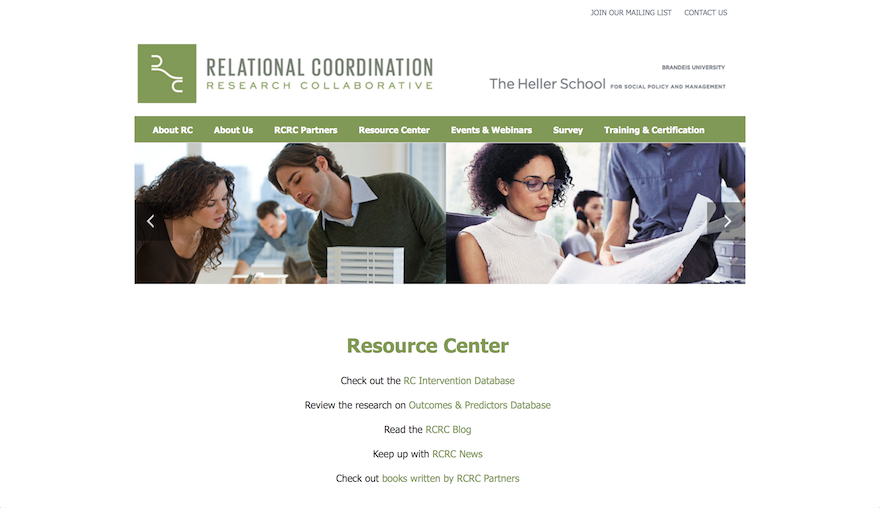 JOIN OUR MAILING LIST CONTACT US
RELATIONAL COORDINATION
RESEARCH COLLABORATIVE
BRANDEIS UNIVERSITY
The Heller School FOR SOCIAL POLICY AND MANAGEMENT
About RC About Us RCRC Partners Resource Center Events & Webinars Survey Training & Certification
Resource Center
Check out the RC Intervention Database
Review the research on Outcomes & Predictors Database
Read the RCRC Blog
Keep up with RCRC News
Check out books written by RCRC Partners